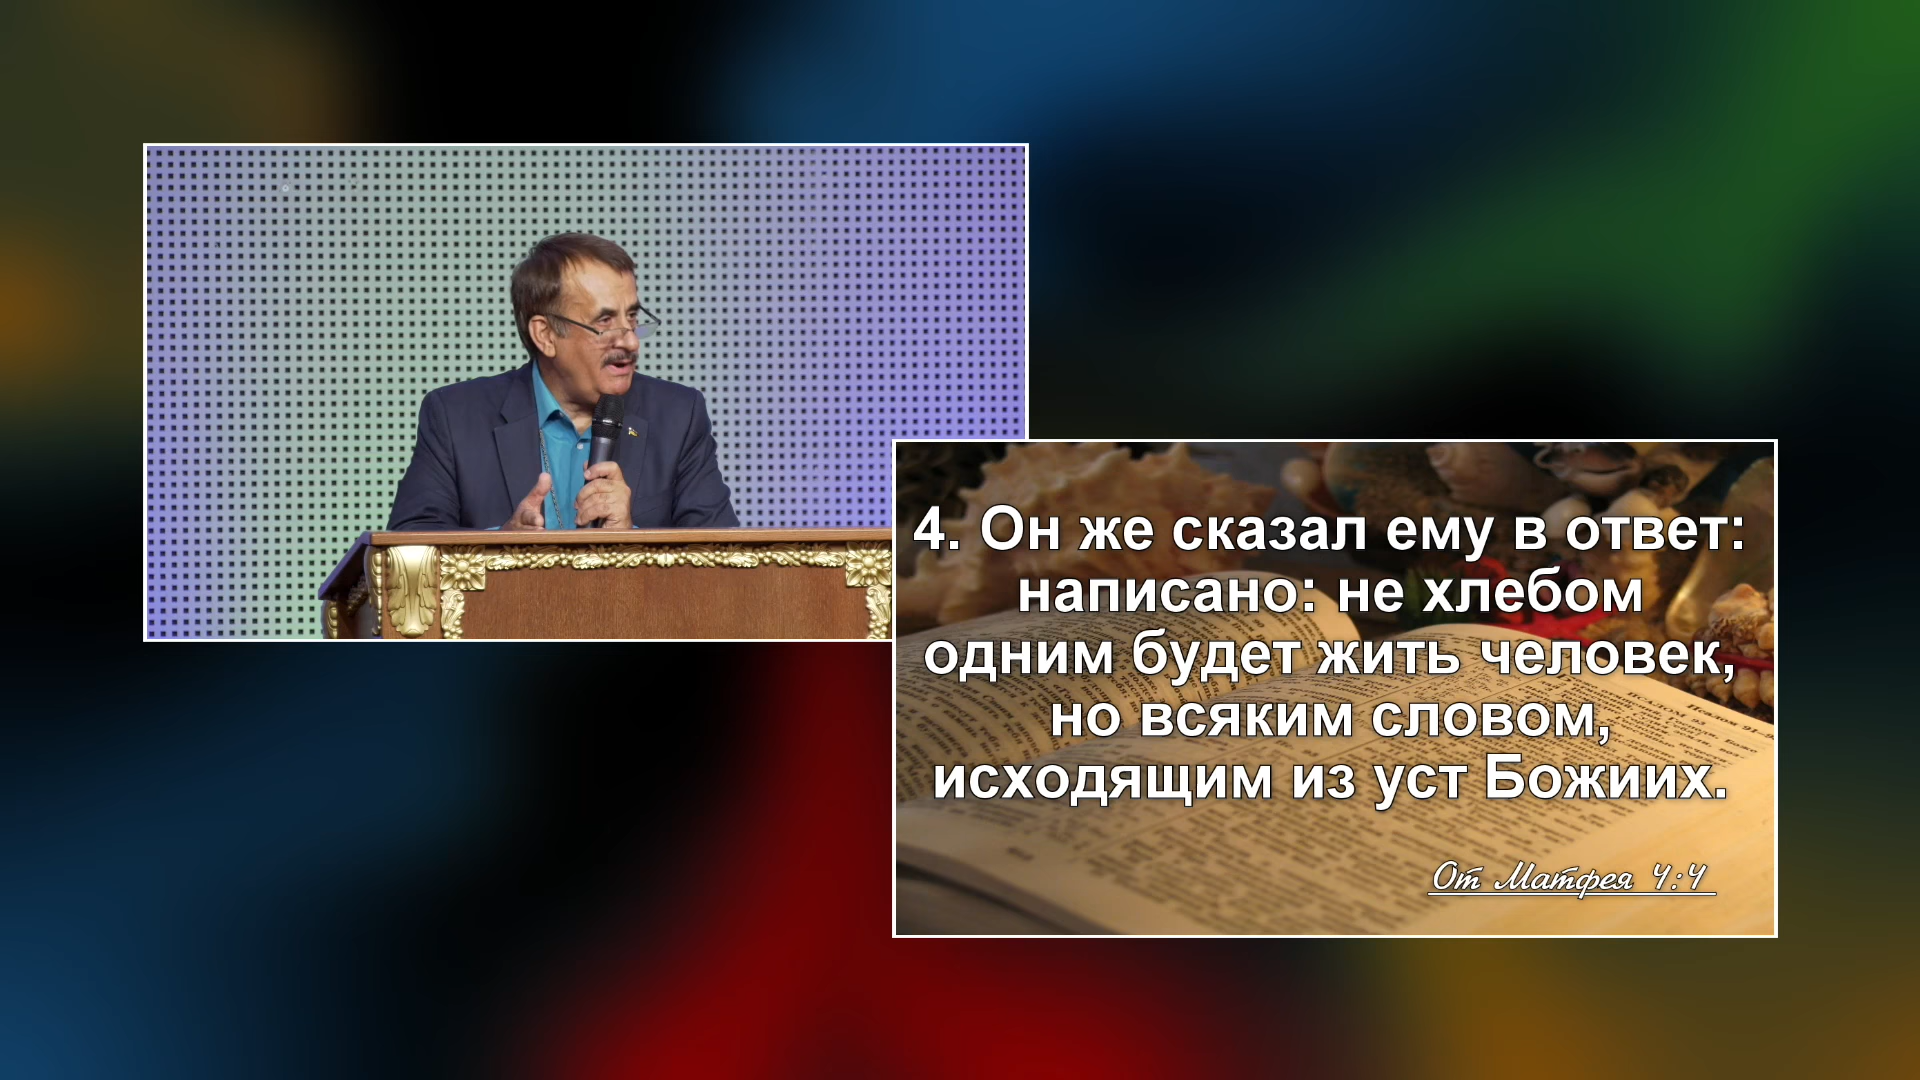 4. Он же сказал ему в ответ:
написано: не хлебом
одним будет жить человек,
но всяким словом,
исходящим из уст Божиих.
От Матфея 4:4